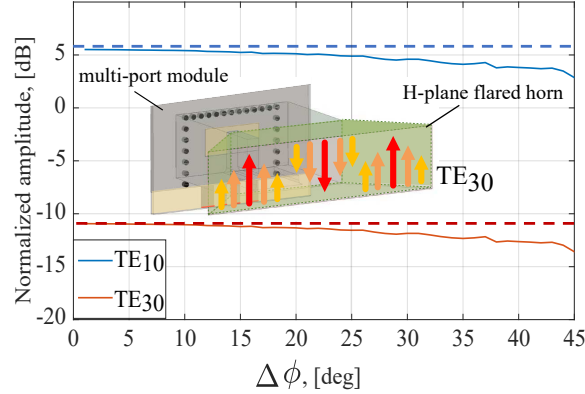 Normalized amplitude, [dB]
5
0
-5
-10
-15
-20
multi-port module
H-plane flared horn
TE30
TE10
TE30
0 5 10 15 20 25 30 35 40 45
Δϕ, [deg]